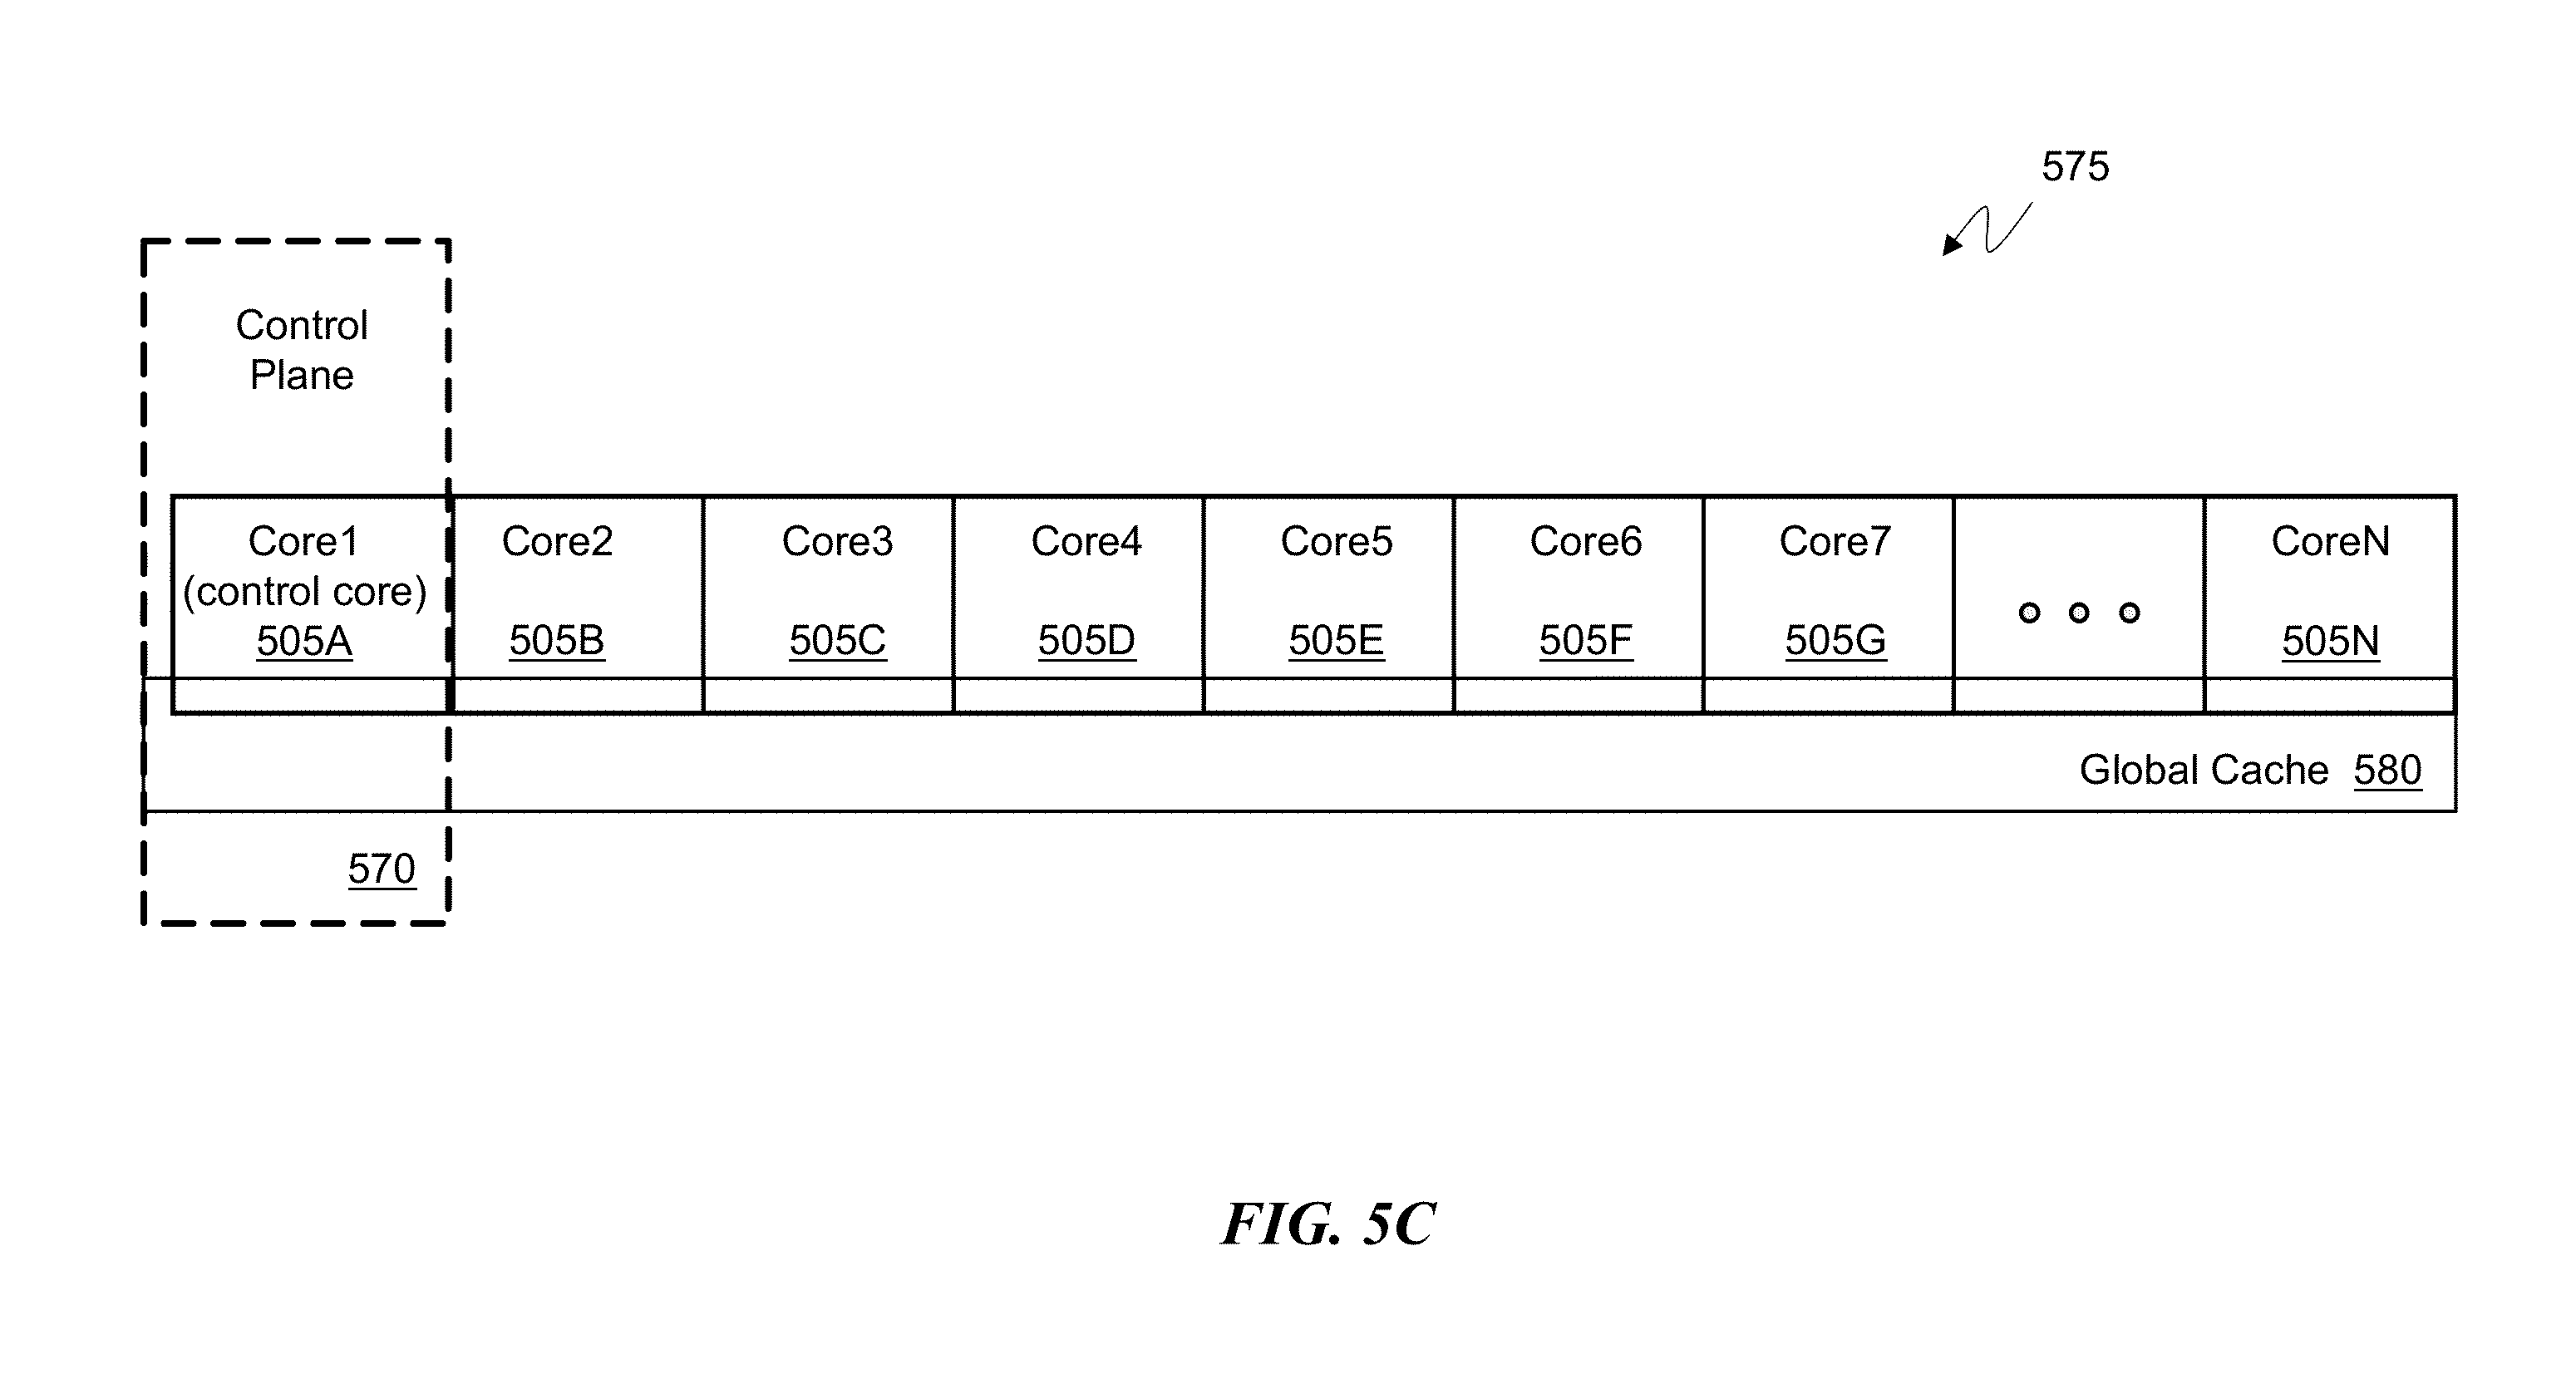 575
Control
Plane
Core1
(control core)
505A
Core2
505B
Core3
505C
Core4
505D
Core5
505E
Core6
505F
Core7
505G
CoreN
505N
Global Cache 580
570
FIG. 5C